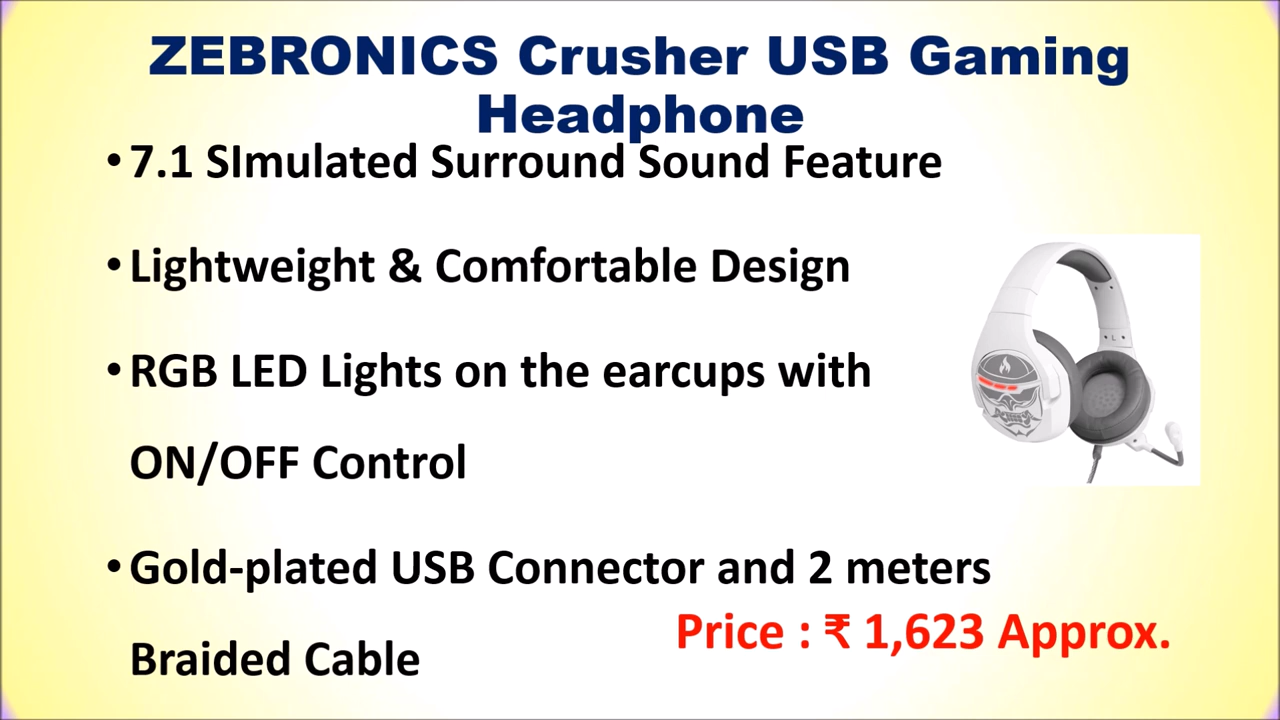 ZEBRONICS Crusher USB Gaming
Headphone
• 7.1 SImulated Surround Sound Feature
• Lightweight & Comfortable Design
• RGB LED Lights on the earcups with
ON/OFF Control
• Gold-plated USB Connector and 2 meters
Braided Cable
Price : ₹ 1,623 Approx.
L